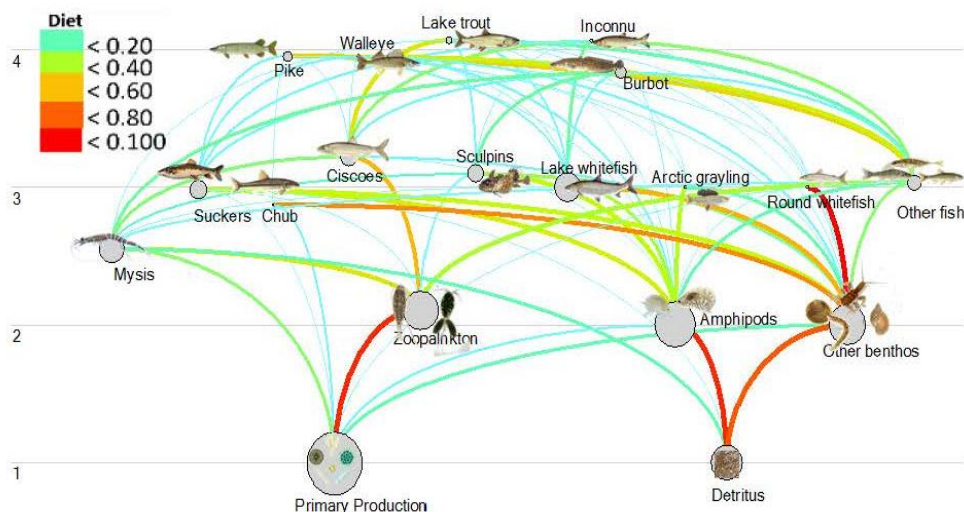 Diet
< 0.20
< 0.40
< 0.60
< 0.80
< 0.100
Lake trout
Inconnu
Walleye
4
Pike
Burbot
Sculpins
Lake whitefish
Ciscoes
Arctic grayling
3
Suckers
Chub
Round whitefish
Other fish
Mysis
Amphipods
2
Zoopalnkton
Other benthos
1
Detritus
Primary Production